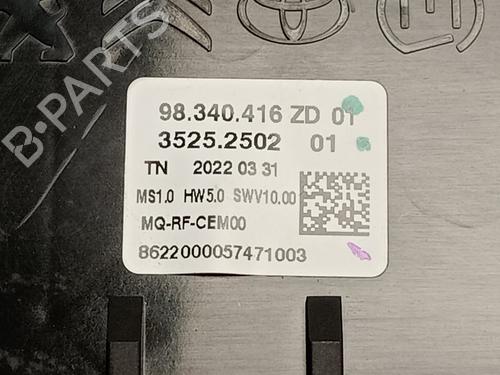 B-PARTS
98.340.416 ZD 01
3525.2502 01
TN 2022 03 31
MS1.0 HW5.0 SWV10.00
MQ-RF-CEM00
8622000057471003